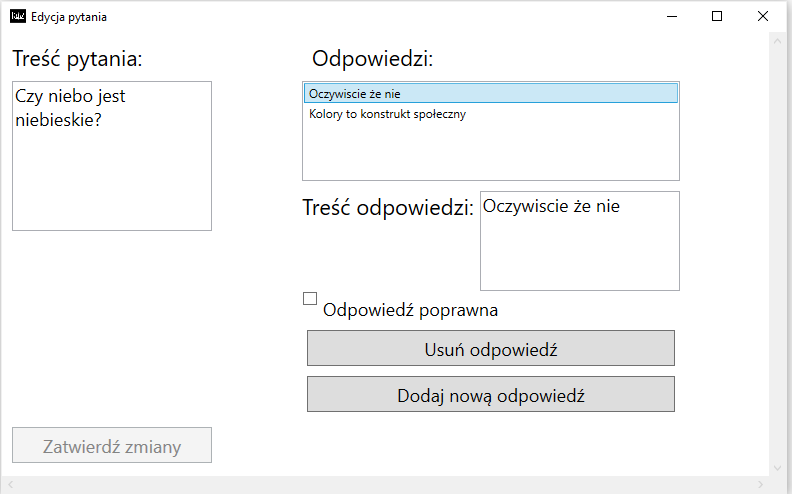 Edycja pytania
Treść pytania:
Czy niebo jest
niebieskie?
Odpowiedzi:
Oczywiscie że nie
Kolory to konstrukt społeczny
Treść odpowiedzi:
Oczywiscie że nie
Odpowiedź poprawna
Usuń odpowiedź
Dodaj nową odpowiedź
Zatwierdź zmiany